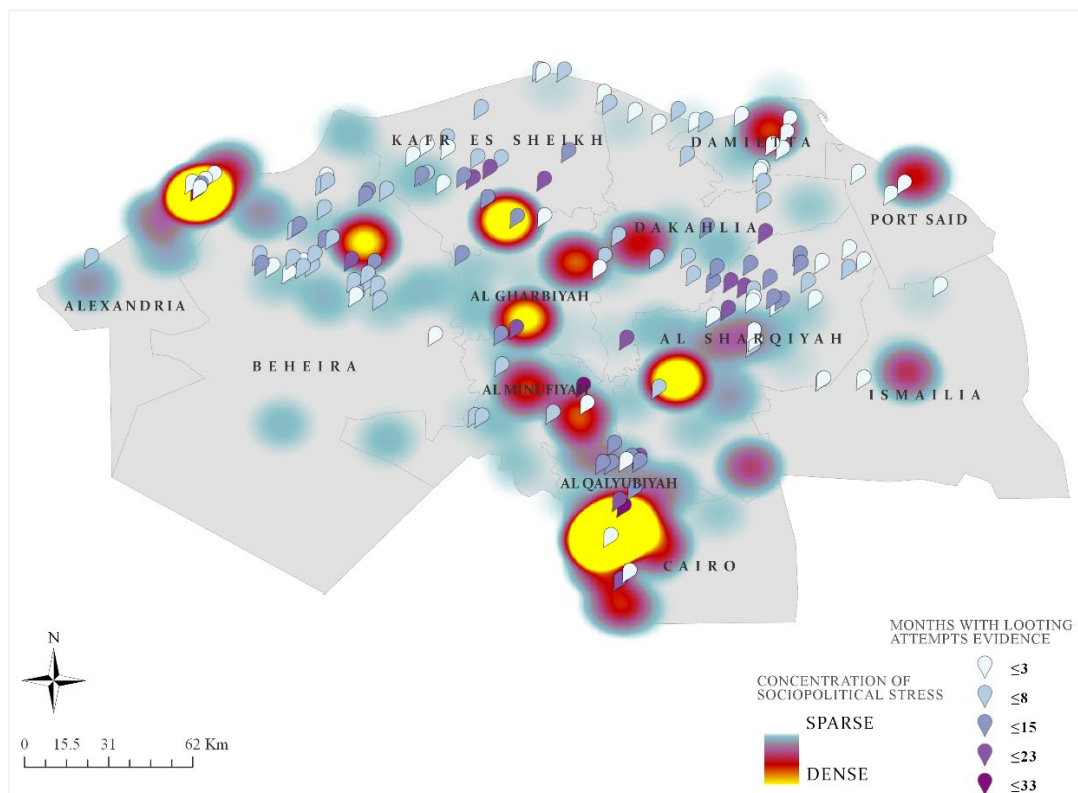 KAFR ES SHEIKH
DAMIETTA
PORT SAID
DAKAHLIA
ALEXANDRIA
AL GHARBIYAH
AL SHARQIYAH
BEHEIRA
AL MINUFIYAH
ISMAILIA
AL QALYUBIYAH
CAIRO
N
0 15.5 31 62 Km
CONCENTRATION OF
SOCIOPOLITICAL STRESS
SPARSE
DENSE
MONTHS WITH LOOTING
ATTEMPTS EVIDENCE
≤3
≤8
≤15
≤23
≤33